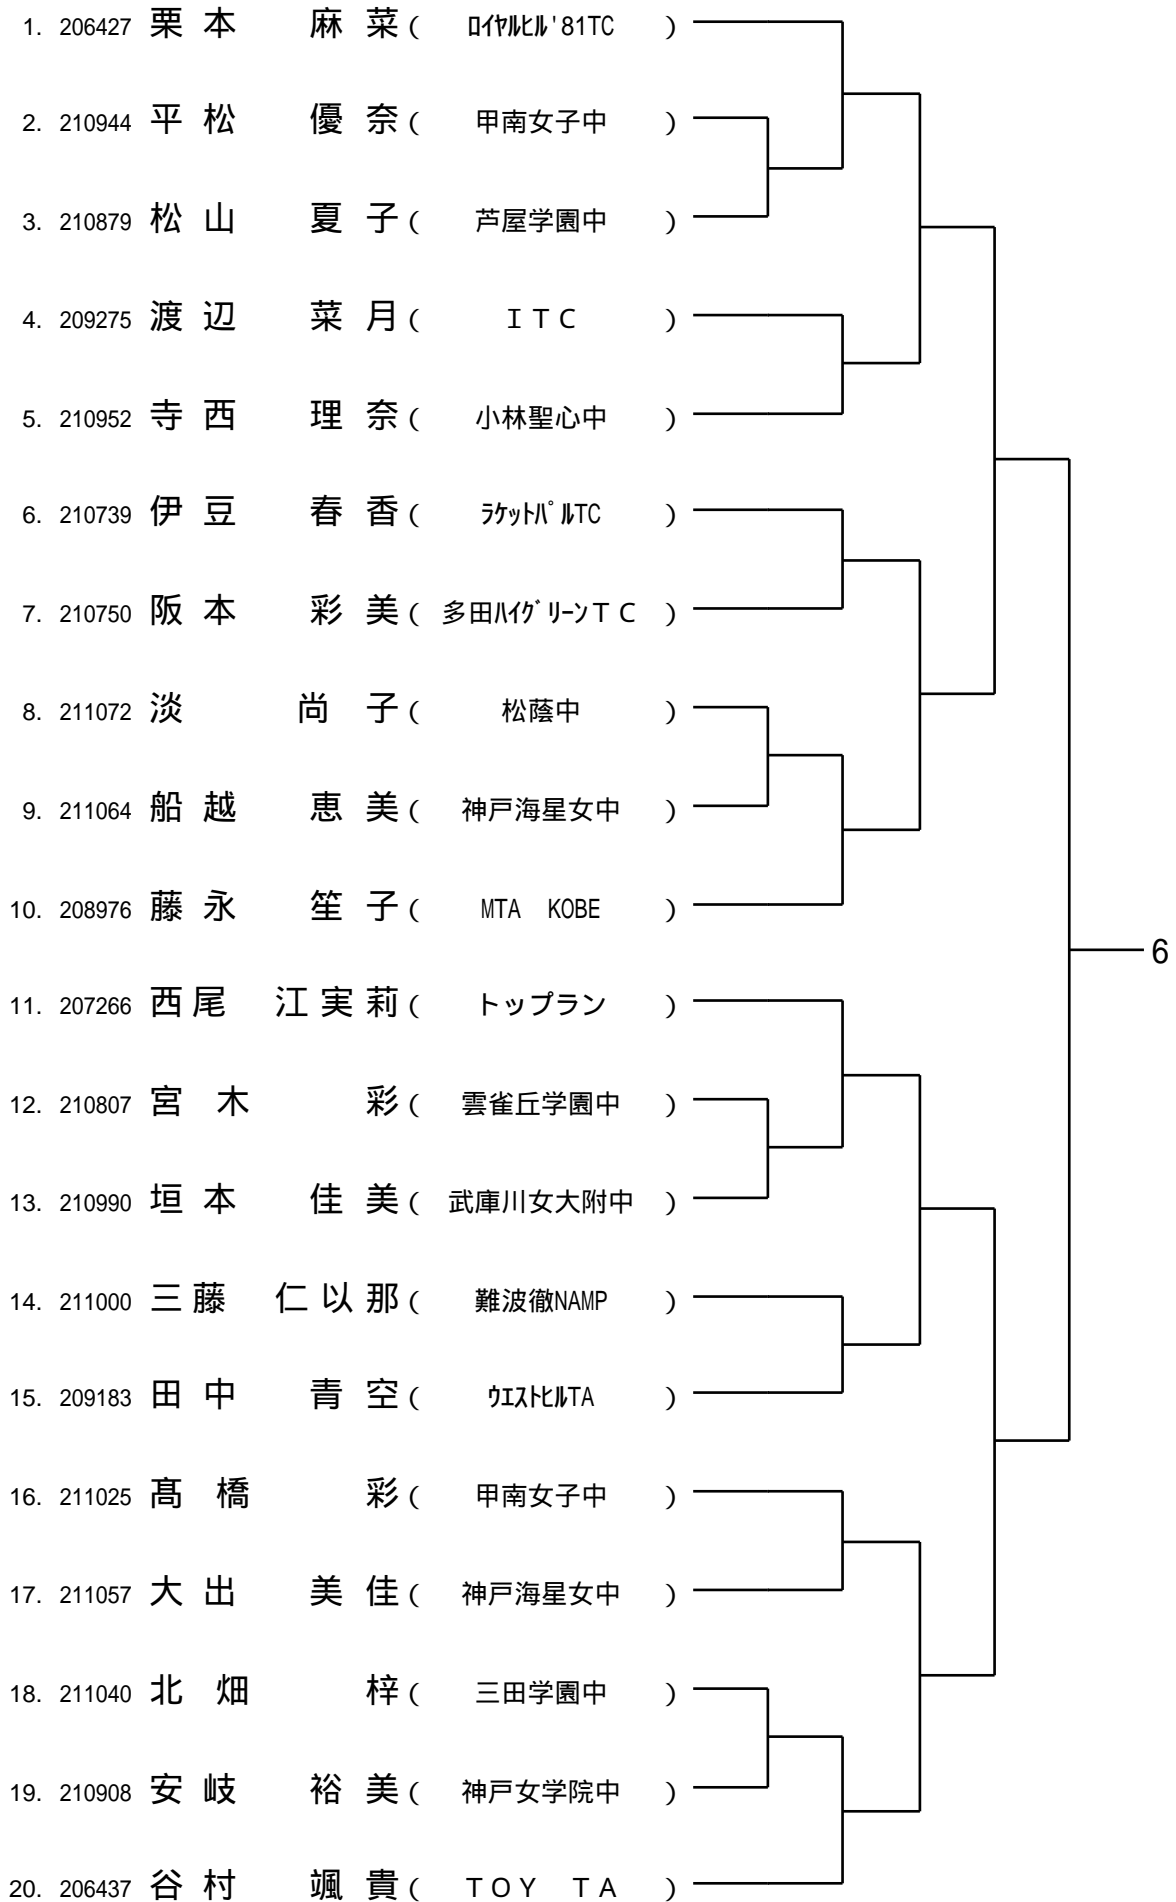 1. 206427 栗本 麻菜 ( ﾛｲﾔﾙﾋﾙ'81TC )
2. 210944 平松 優奈 ( 甲南女子中 )
3. 210879 松山 夏子 ( 芦屋学園中 )
4. 209275 渡辺 菜月 ( ＩＴＣ )
5. 210952 寺西 理奈 ( 小林聖心中 )
6. 210739 伊豆 春香 ( ﾗｹｯﾄﾊﾟﾙTC )
7. 210750 阪本 彩美 ( 多田ﾊｲｸﾞﾘｰﾝＴＣ )
8. 211072 淡 尚子 ( 松蔭中 )
9. 211064 船越 恵美 ( 神戸海星女中 )
10. 208976 藤永 笙子 ( MTA KOBE )
6
11. 207266 西尾 江実莉 ( トップラン )
12. 210807 宮木 彩 ( 雲雀丘学園中 )
13. 210990 垣本 佳美 ( 武庫川女大附中 )
14. 211000 三藤 仁以那 ( 難波徹NAMP )
15. 209183 田中 青空 ( ｳｴｽﾄﾋﾙTA )
16. 211025 髙橋 彩 ( 甲南女子中 )
17. 211057 大出 美佳 ( 神戸海星女中 )
18. 211040 北畑 梓 ( 三田学園中 )
19. 210908 安岐 裕美 ( 神戸女学院中 )
20. 206437 谷村 颯貴 ( ＴＯＹ ＴＡ )